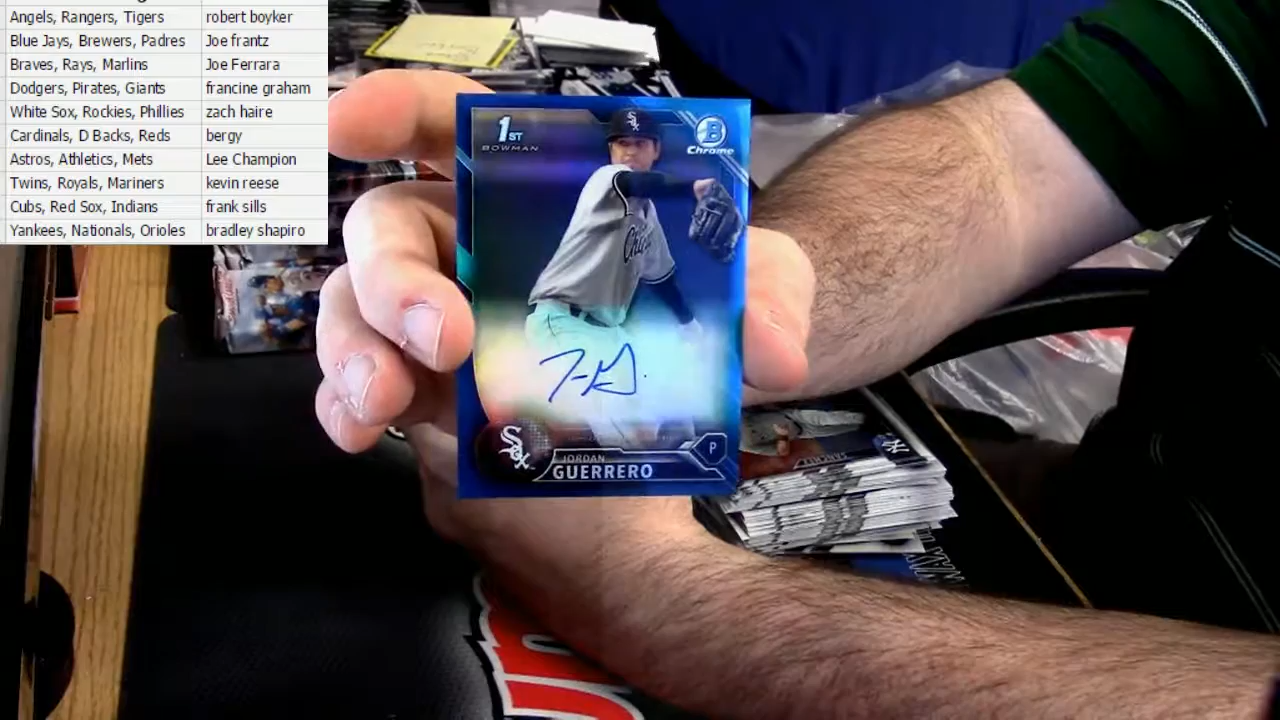 Angels, Rangers, Tigers robert boyker
Blue Jays, Brewers, Padres Joe frantz
Braves, Rays, Marlins Joe Ferrara
Dodgers, Pirates, Giants francine graham
White Sox, Rockies, Phillies zach haire
Cardinals, D Backs, Reds bergy
Astros, Athletics, Mets Lee Champion
Twins, Royals, Mariners kevin reese
Cubs, Red Sox, Indians frank sills
Yankees, Nationals, Orioles bradley shapiro
1ST
BOWMAN
B
Chrome
Sox
Sox
JORDAN
GUERRERO
P
SANCHEZ